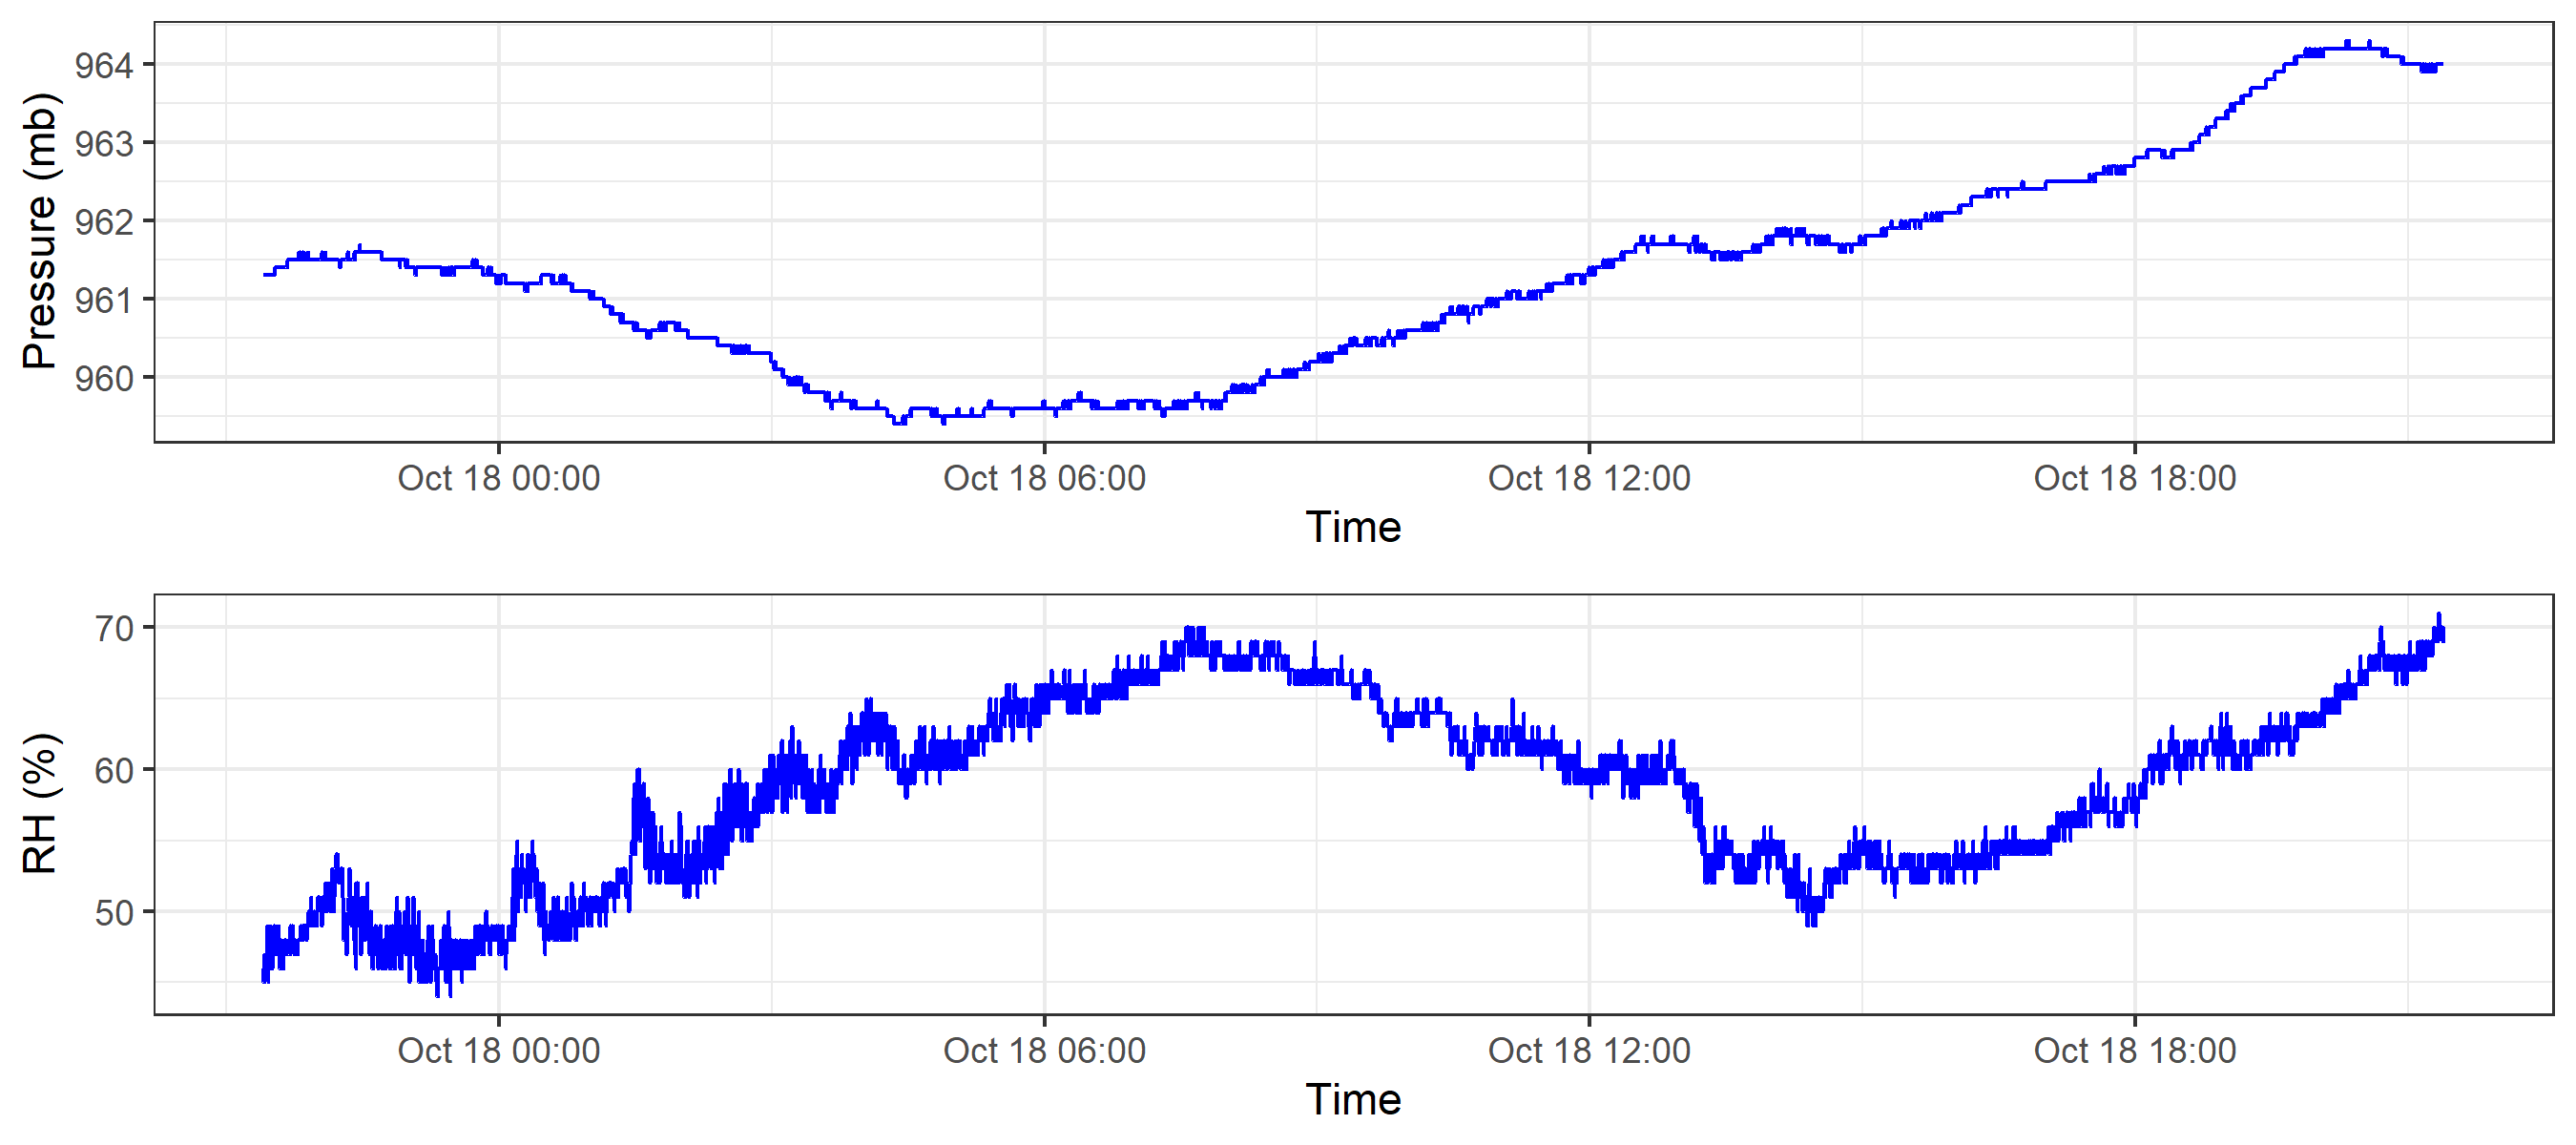 Pressure (mb)
964
963
962
961
960
Oct 18 00:00
Oct 18 06:00
Oct 18 12:00
Oct 18 18:00
Time
RH (%)
70
60
50
Oct 18 00:00
Oct 18 06:00
Oct 18 12:00
Oct 18 18:00
Time